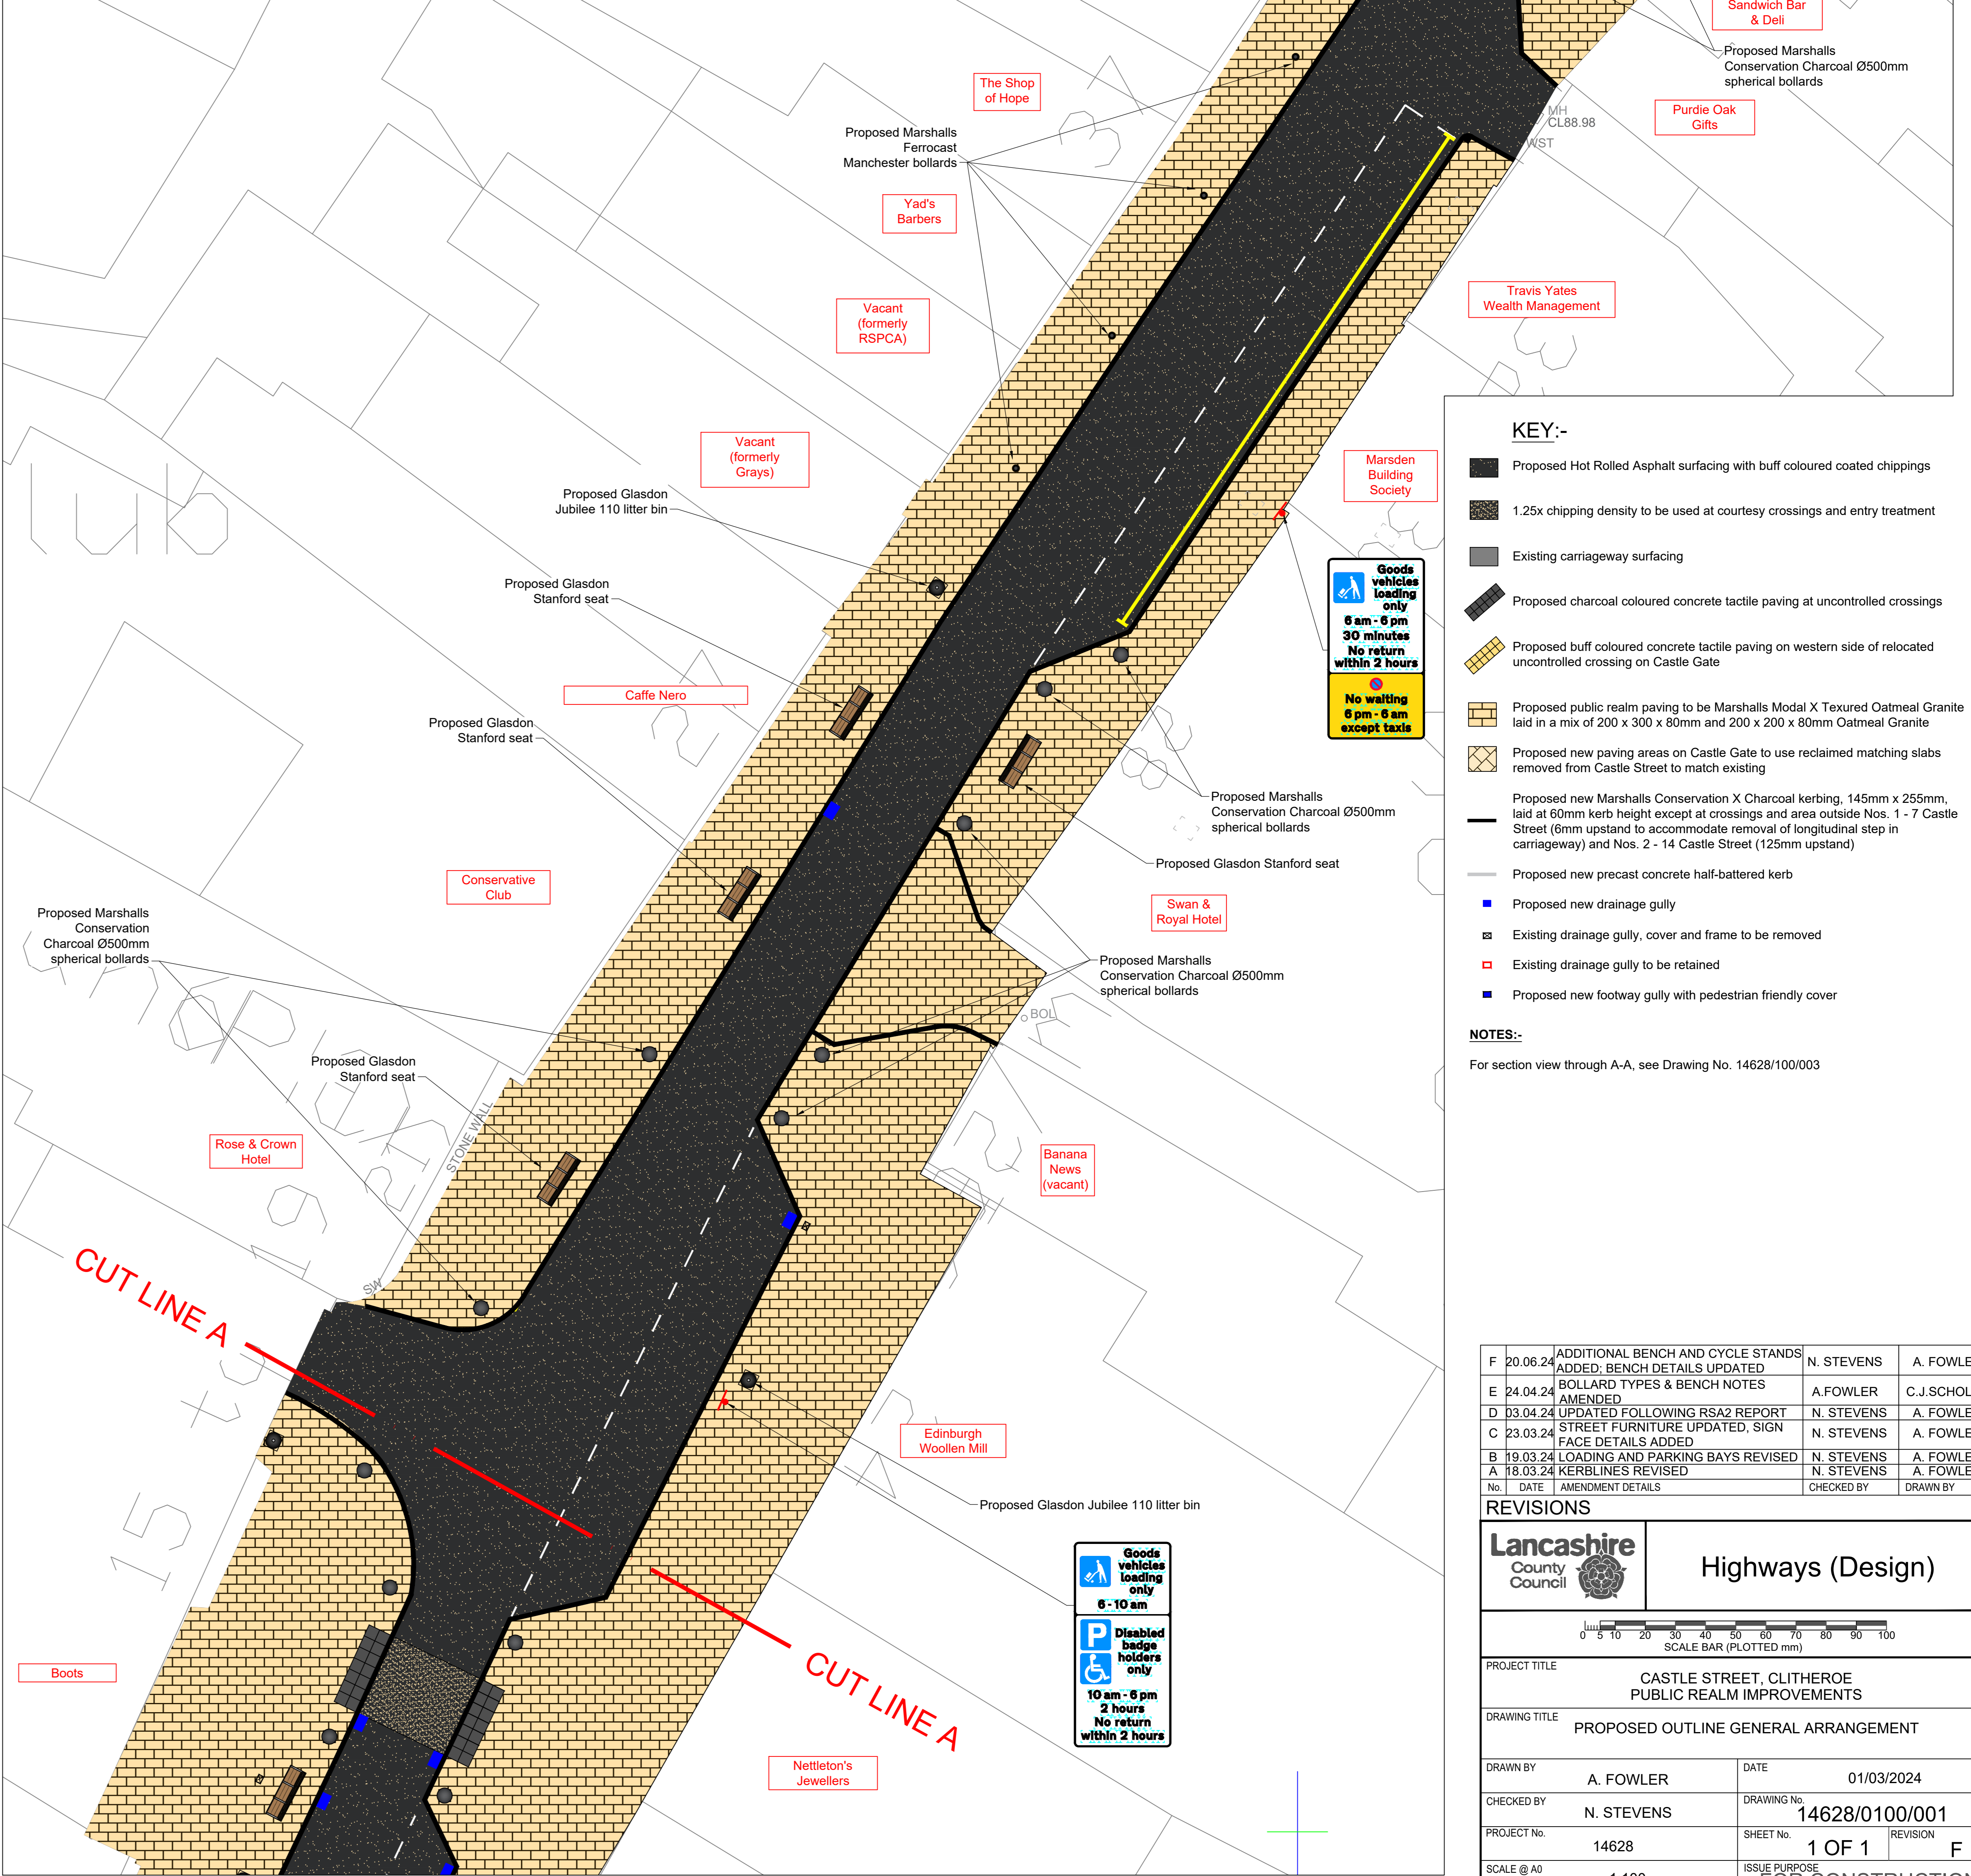 Sandwich Bar
& Deli
Proposed Marshalls
Conservation Charcoal Ø500mm
spherical bollards
The Shop
of Hope
Purdie Oak
Gifts
MH
CL88.98
WST
Proposed Marshalls
Ferrocast
Manchester bollards
Yad's
Barbers
Travis Yates
Wealth Management
Vacant
(formerly
RSPCA)
Vacant
(formerly
Grays)
Marsden
Building
Society
Proposed Glasdon
Jubilee 110 litter bin
Goods
vehicles
loading
only
6 am - 6 pm
30 minutes
No return
within 2 hours
No waiting
6 pm - 6 am
except taxis
Proposed Glasdon
Stanford seat
Caffe Nero
Proposed Glasdon
Stanford seat
Proposed Marshalls
Conservation Charcoal Ø500mm
spherical bollards
Proposed Glasdon Stanford seat
Conservative
Club
Swan &
Royal Hotel
Proposed Marshalls
Conservation
Charcoal Ø500mm
spherical bollards
Proposed Marshalls
Conservation Charcoal Ø500mm
spherical bollards
BOL
Proposed Glasdon
Stanford seat
STONE WALL
Rose & Crown
Hotel
Banana
News
(vacant)
SW
CUT LINE A
Edinburgh
Woollen Mill
Proposed Glasdon Jubilee 110 litter bin
Goods
vehicles
loading
only
6 - 10 am
P
Disabled
badge
holders
only
10 am - 6 pm
2 hours
No return
within 2 hours
Boots
CUT LINE A
Nettleton's
Jewellers
KEY:-
Proposed Hot Rolled Asphalt surfacing with buff coloured coated chippings
1.25x chipping density to be used at courtesy crossings and entry treatment
Existing carriageway surfacing
Proposed charcoal coloured concrete tactile paving at uncontrolled crossings
Proposed buff coloured concrete tactile paving on western side of relocated
uncontrolled crossing on Castle Gate
Proposed public realm paving to be Marshalls Modal X Texured Oatmeal Granite
laid in a mix of 200 x 300 x 80mm and 200 x 200 x 80mm Oatmeal Granite
Proposed new paving areas on Castle Gate to use reclaimed matching slabs
removed from Castle Street to match existing
Proposed new Marshalls Conservation X Charcoal kerbing, 145mm x 255mm,
laid at 60mm kerb height except at crossings and area outside Nos. 1 - 7 Castle
Street (6mm upstand to accommodate removal of longitudinal step in
carriageway) and Nos. 2 - 14 Castle Street (125mm upstand)
Proposed new precast concrete half-battered kerb
Proposed new drainage gully
Existing drainage gully, cover and frame to be removed
Existing drainage gully to be retained
Proposed new footway gully with pedestrian friendly cover
NOTES:-
For section view through A-A, see Drawing No. 14628/100/003
F 20.06.24 ADDITIONAL BENCH AND CYCLE STANDS
ADDED; BENCH DETAILS UPDATED N. STEVENS A. FOWLE
E 24.04.24 BOLLARD TYPES & BENCH NOTES
AMENDED A.FOWLER C.J.SCHOL
D 03.04.24 UPDATED FOLLOWING RSA2 REPORT N. STEVENS A. FOWLE
C 23.03.24 STREET FURNITURE UPDATED, SIGN
FACE DETAILS ADDED N. STEVENS A. FOWLE
B 19.03.24 LOADING AND PARKING BAYS REVISED N. STEVENS A. FOWLE
A 18.03.24 KERBLINES REVISED N. STEVENS A. FOWLE
No. DATE AMENDMENT DETAILS CHECKED BY DRAWN BY
REVISIONS
Lancashire
County
Council
Highways (Design)
0 5 10 20 30 40 50 60 70 80 90 100
SCALE BAR (PLOTTED mm)
PROJECT TITLE
CASTLE STREET, CLITHEROE
PUBLIC REALM IMPROVEMENTS
DRAWING TITLE
PROPOSED OUTLINE GENERAL ARRANGEMENT
DRAWN BY
A. FOWLER
DATE
01/03/2024
CHECKED BY
N. STEVENS
DRAWING No.
14628/0100/001
PROJECT No.
14628
SHEET No.
1 OF 1
REVISION
F
SCALE @ A0
ISSUE PURPOSE
FOR CONSTRUCTION